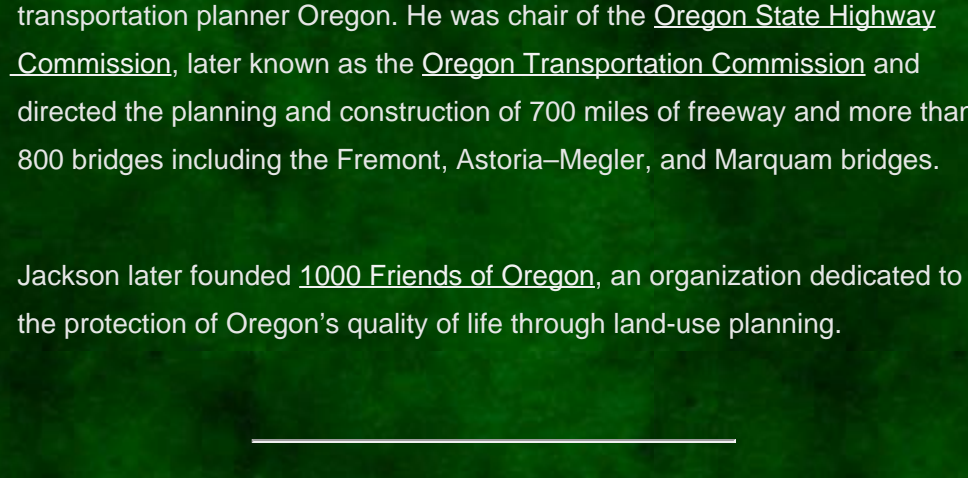 transportation planner Oregon. He was chair of the Oregon State Highway
Commission, later known as the Oregon Transportation Commission and
directed the planning and construction of 700 miles of freeway and more than
800 bridges including the Fremont, Astoria–Megler, and Marquam bridges.
Jackson later founded 1000 Friends of Oregon, an organization dedicated to
the protection of Oregon’s quality of life through land-use planning.